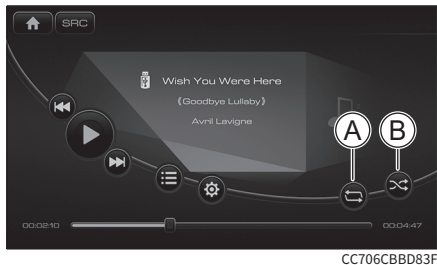 SRC
Wish You Were Here
(Goodbye Lullaby)
Avril Lavigne
A
B
00:02:10
00:04:47
CC706CBBD83F